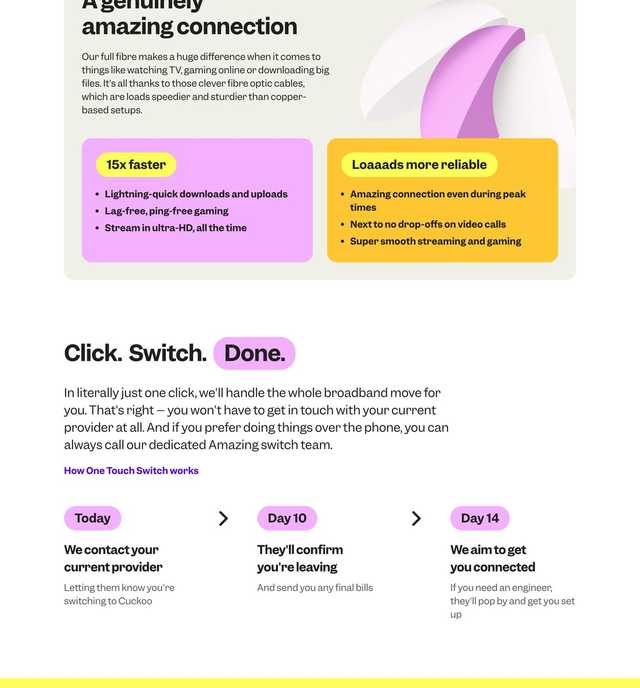 A genuinely
amazing connection
Our full fibre makes a huge difference when it comes to
things like watching TV, gaming online or downloading big
files. It's all thanks to those clever fibre optic cables,
which are loads speedier and sturdier than copper-
based setups.
15x faster
• Lightning-quick downloads and uploads
• Lag-free, ping-free gaming
• Stream in ultra-HD, all the time
Loaaads more reliable
• Amazing connection even during peak
times
• Next to no drop-offs on video calls
• Super smooth streaming and gaming
Click. Switch. Done.
In literally just one click, we'll handle the whole broadband move for
you. That's right – you won't have to get in touch with your current
provider at all. And if you prefer doing things over the phone, you can
always call our dedicated Amazing switch team.
How One Touch Switch works
Today
We contact your
current provider
Letting them know you're
switching to Cuckoo
Day 10
They'll confirm
you're leaving
And send you any final bills
Day 14
We aim to get
you connected
If you need an engineer,
they'll pop by and get you set
up